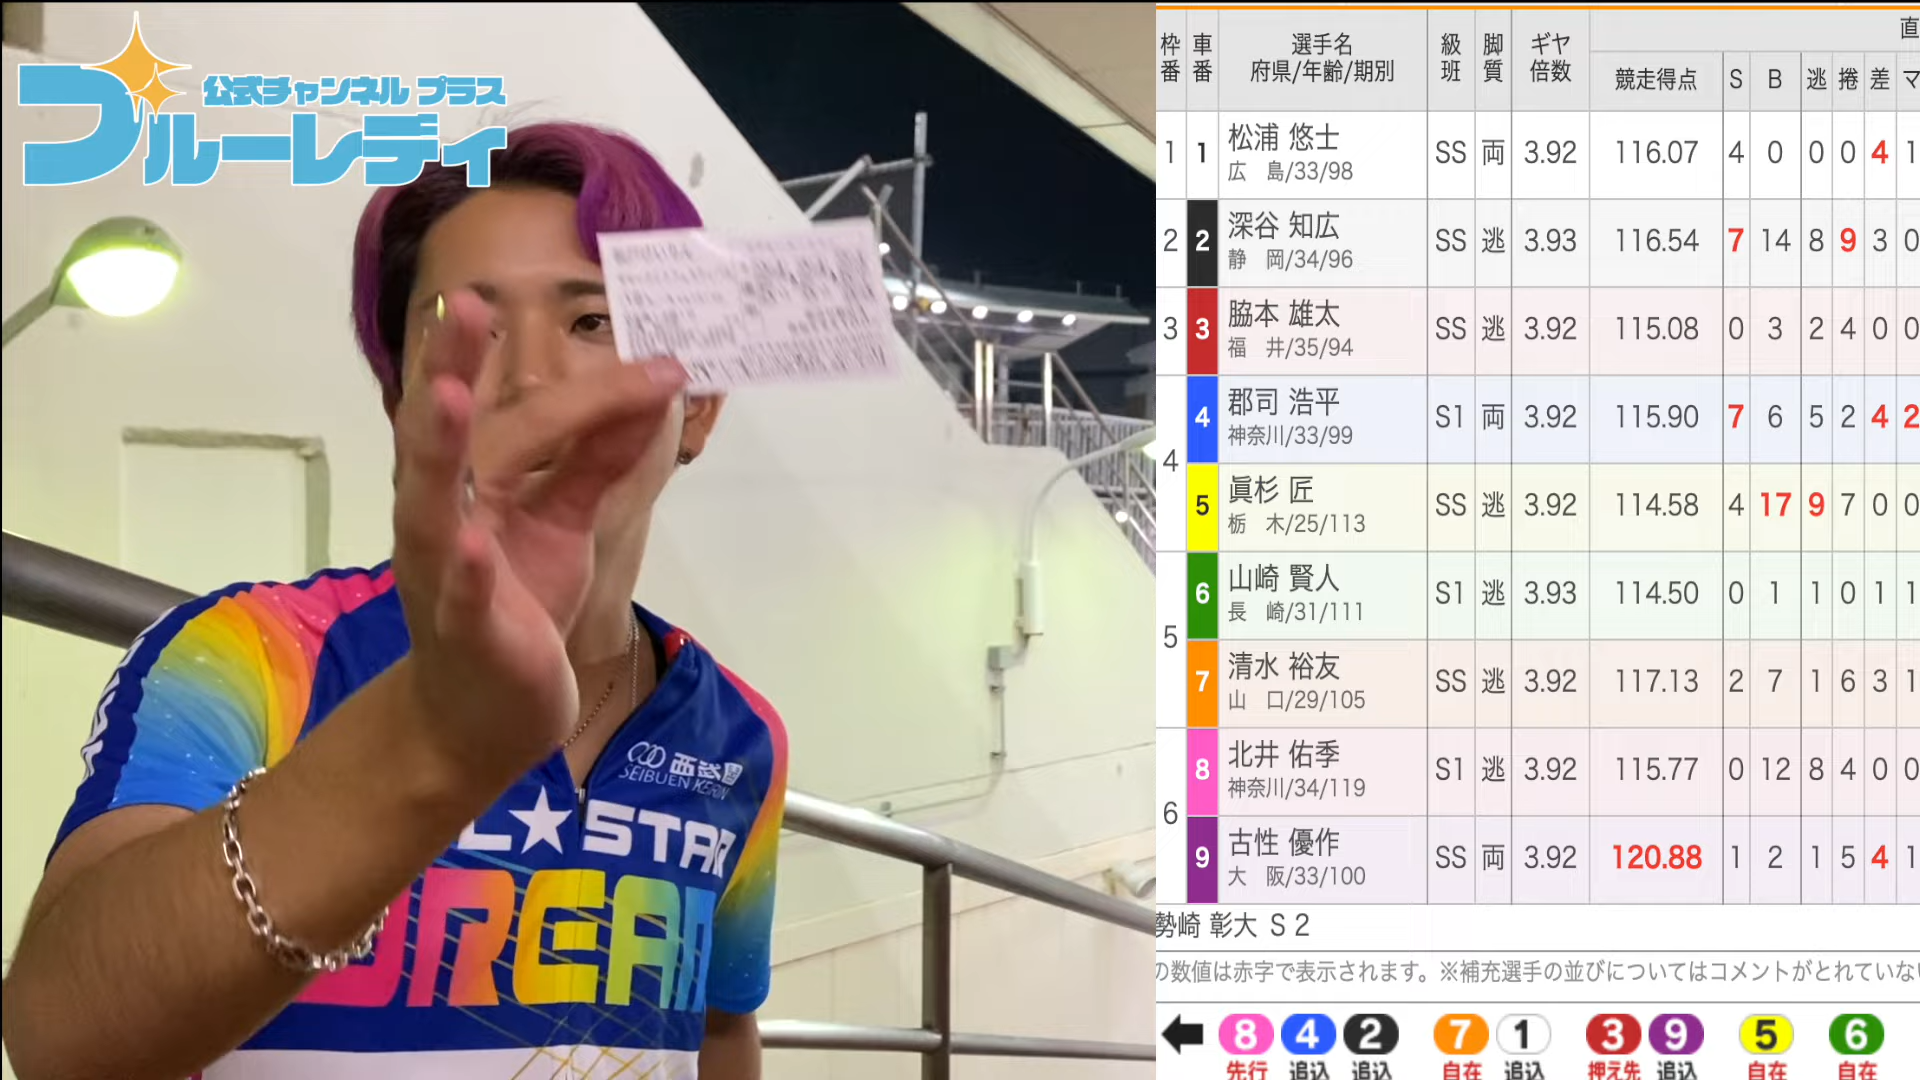 公式チャンネル プラス
ブルーレディ
西武園
SEIBUEN KEIRIN
L★STAR
DREAM
枠番 車番 選手名 府県/年齢/期別 級班 脚質 ギヤ倍数 直
競走得点 S B 逃 捲 差 マ
1 1 松浦 悠士 SS 両 3.92 116.07 4 0 0 0 4 1
広 島/33/98
2 2 深谷 知広 SS 逃 3.93 116.54 7 14 8 9 3 0
静 岡/34/96
3 3 脇本 雄太 SS 逃 3.92 115.08 0 3 2 4 0 0
福 井/35/94
4 4 郡司 浩平 S1 両 3.92 115.90 7 6 5 2 4 2
神奈川/33/99
5 眞杉 匠 SS 逃 3.92 114.58 4 17 9 7 0 0
栃 木/25/113
5 6 山崎 賢人 S1 逃 3.93 114.50 0 1 1 0 1 1
長 崎/31/111
7 清水 裕友 SS 逃 3.92 117.13 2 7 1 6 3 1
山 口/29/105
6 8 北井 佑季 S1 逃 3.92 115.77 0 12 8 4 0 0
神奈川/34/119
9 古性 優作 SS 両 3.92 120.88 1 2 1 5 4 1
大 阪/33/100
勢崎 彰大 S 2
の数値は赤字で表示されます。※補充選手の並びについてはコメントがとれていな
8 4 2 7 1 3 9 5 6
先行 追込 追込 自在 追込 押え先 追込 自在 自在